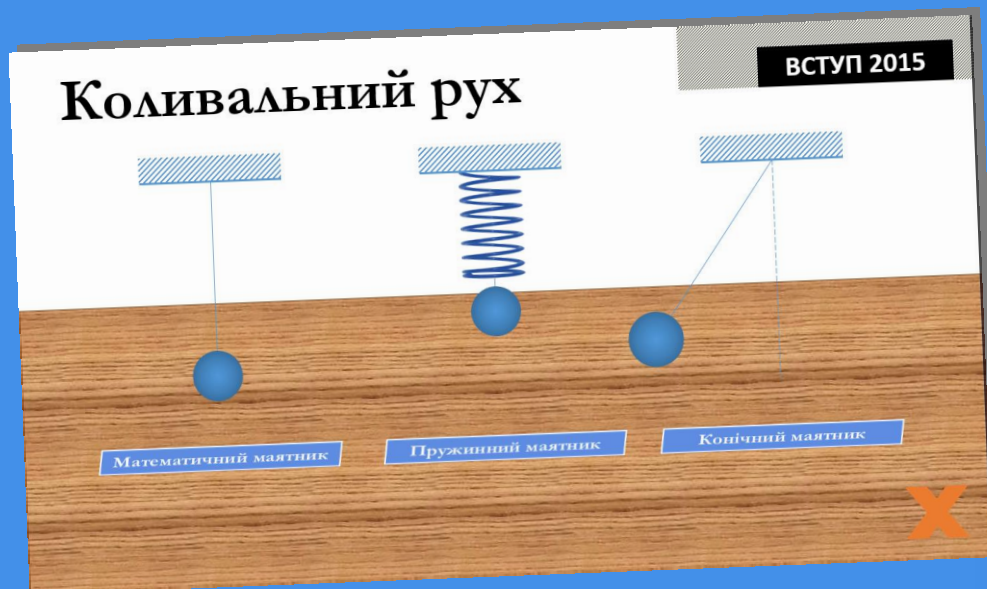 ВСТУП 2015
Коливальний рух
Математичний маятник
Пружинний маятник
Конічний маятник
X